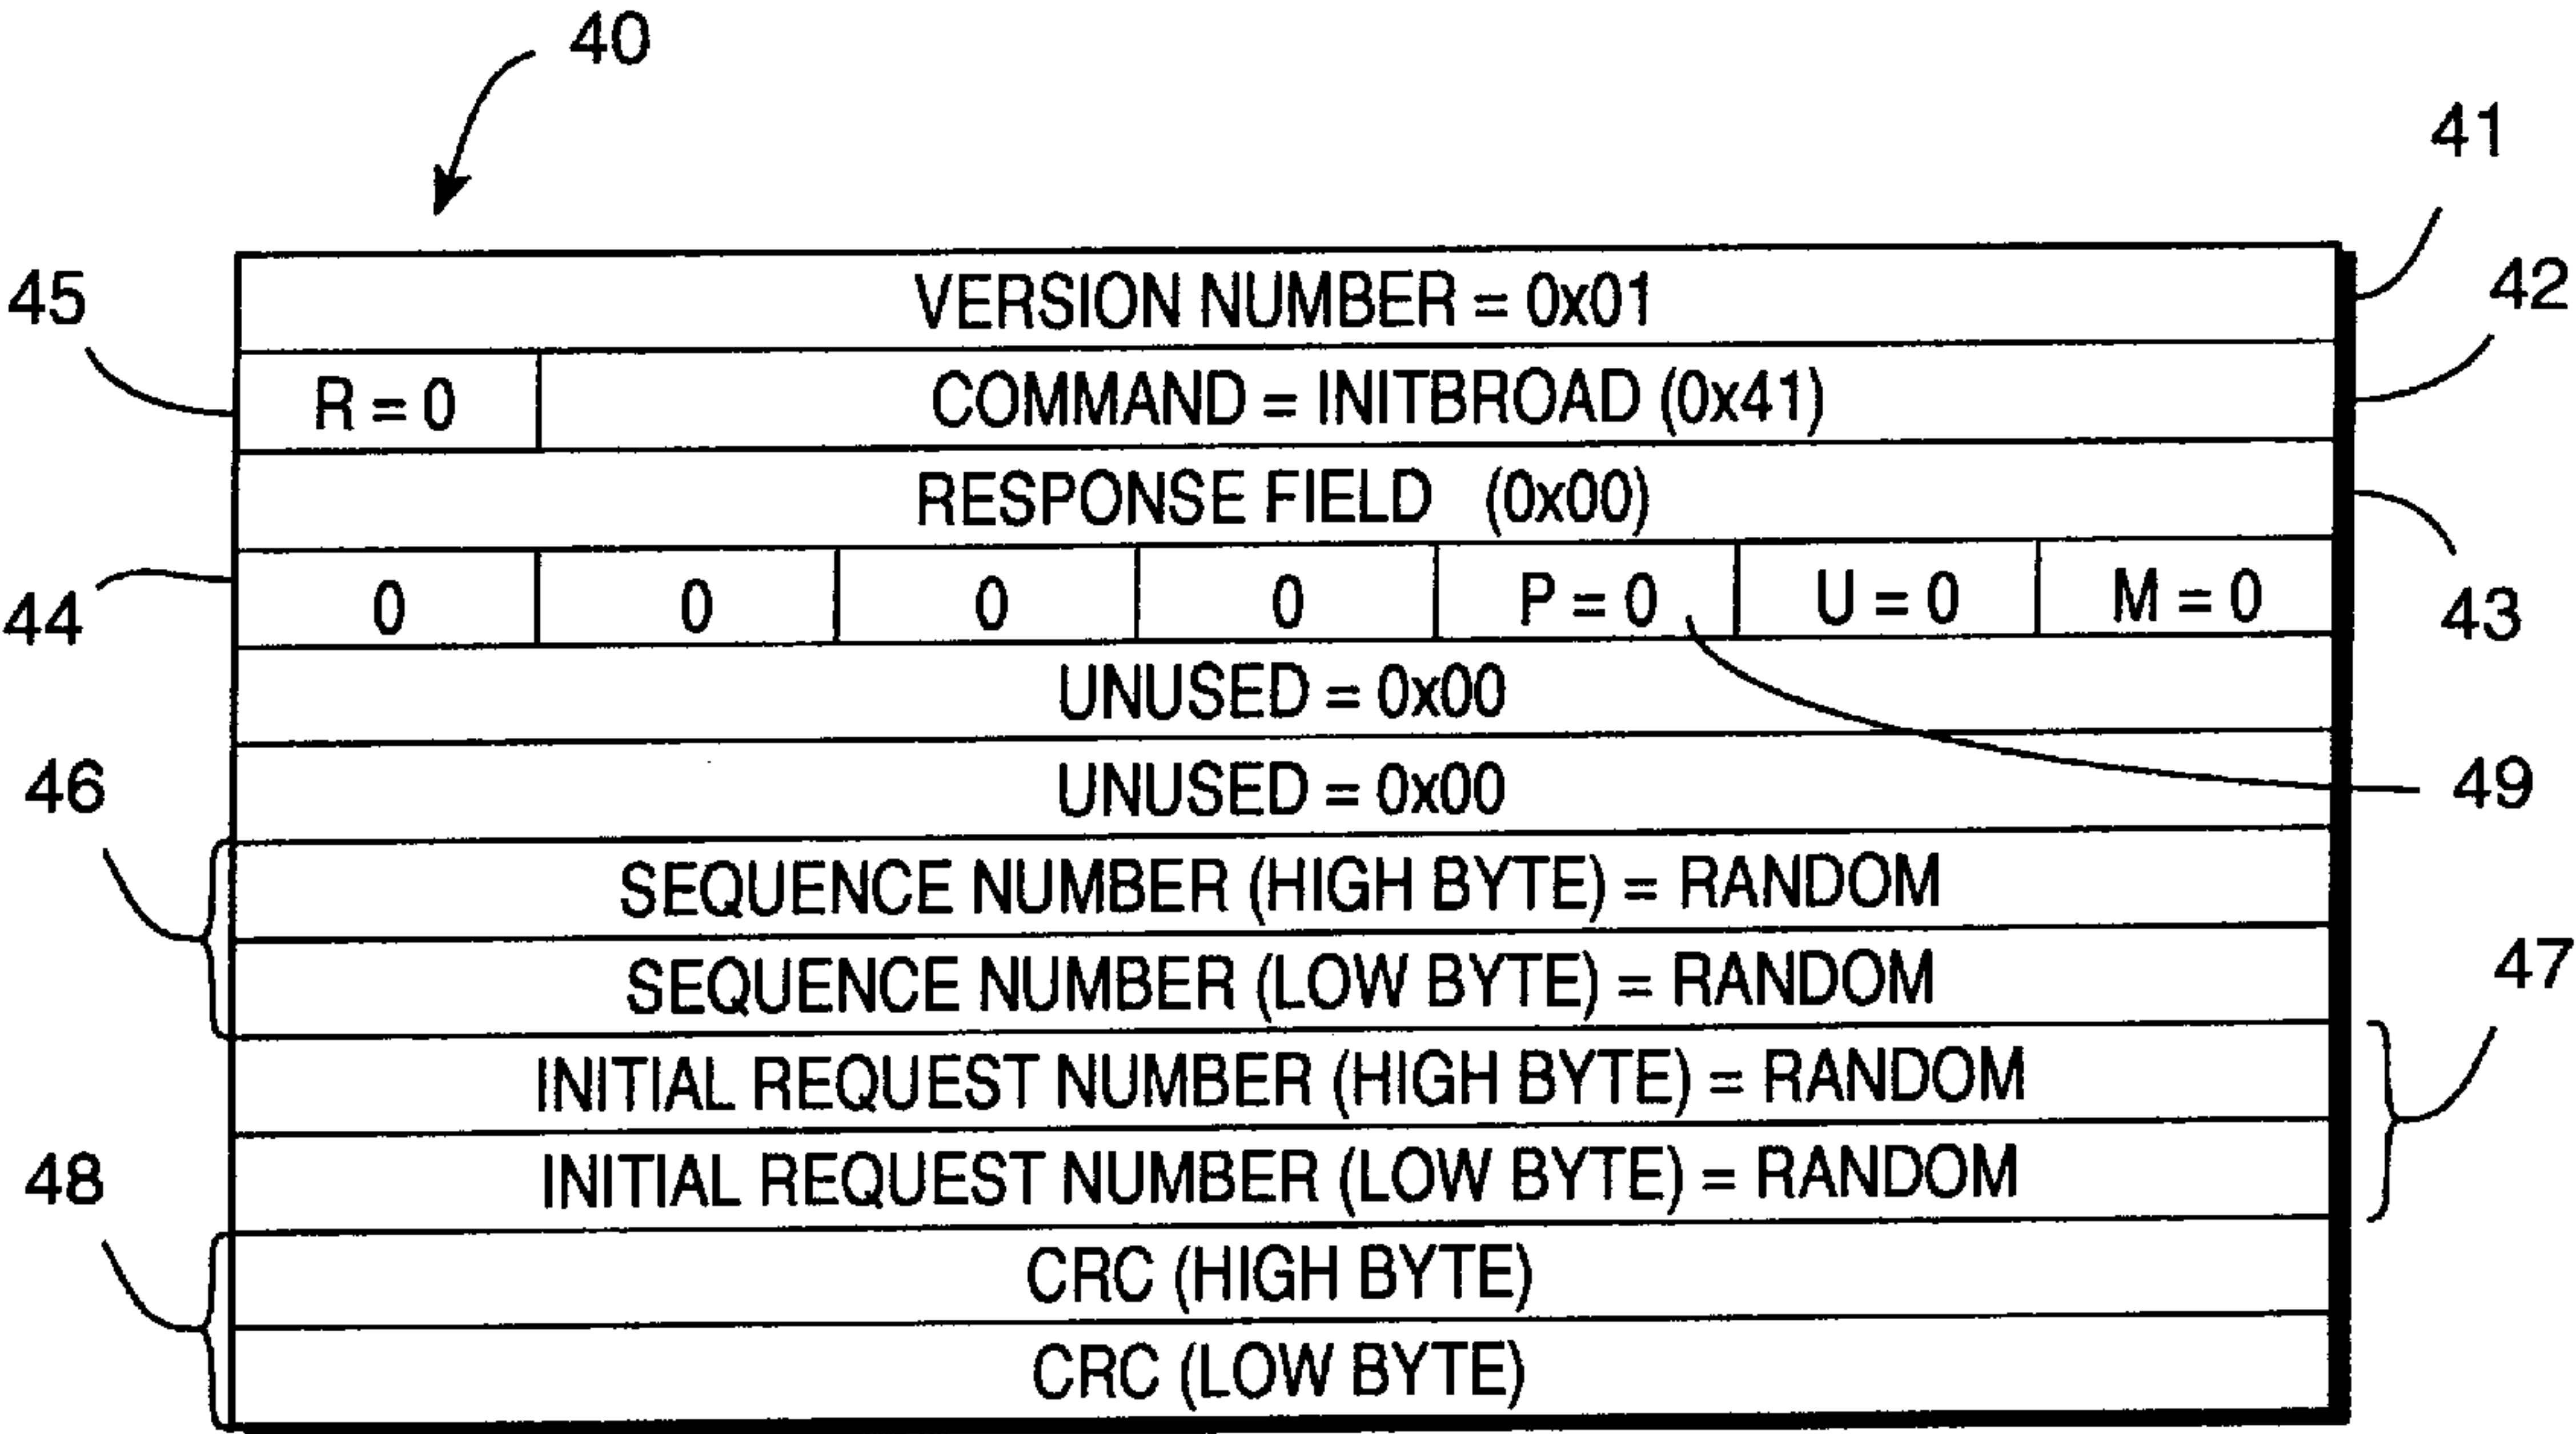 40
41
VERSION NUMBER = 0x01
45
42
R = 0 COMMAND = INITBROAD (0x41)
RESPONSE FIELD (0x00)
44
0 0 0 0 P = 0 U = 0 M = 0
43
UNUSED = 0x00
46
UNUSED = 0x00
49
SEQUENCE NUMBER (HIGH BYTE) = RANDOM
SEQUENCE NUMBER (LOW BYTE) = RANDOM
47
INITIAL REQUEST NUMBER (HIGH BYTE) = RANDOM
48
INITIAL REQUEST NUMBER (LOW BYTE) = RANDOM
CRC (HIGH BYTE)
CRC (LOW BYTE)